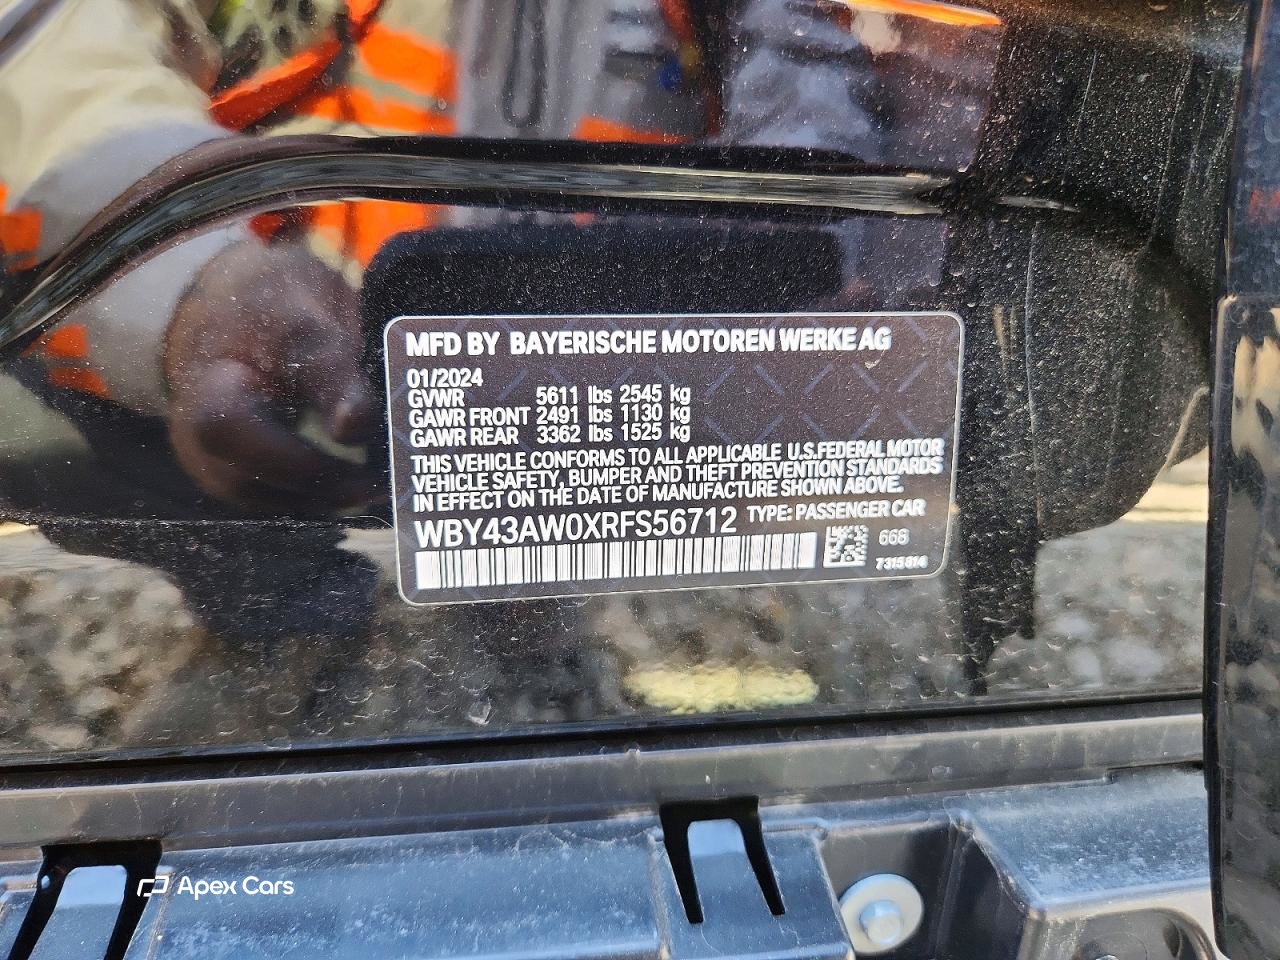 MFD BY BAYERISCHE MOTOREN WERKE AG
01/2024
GVWR 5611 lbs 2545 kg
GAWR FRONT 2491 lbs 1130 kg
GAWR REAR 3362 lbs 1525 kg
THIS VEHICLE CONFORMS TO ALL APPLICABLE U.S.FEDERAL MOTOR
VEHICLE SAFETY, BUMPER AND THEFT PREVENTION STANDARDS
IN EFFECT ON THE DATE OF MANUFACTURE SHOWN ABOVE.
WBY43AW0XRFS56712 TYPE: PASSENGER CAR
668
7315814
Apex Cars